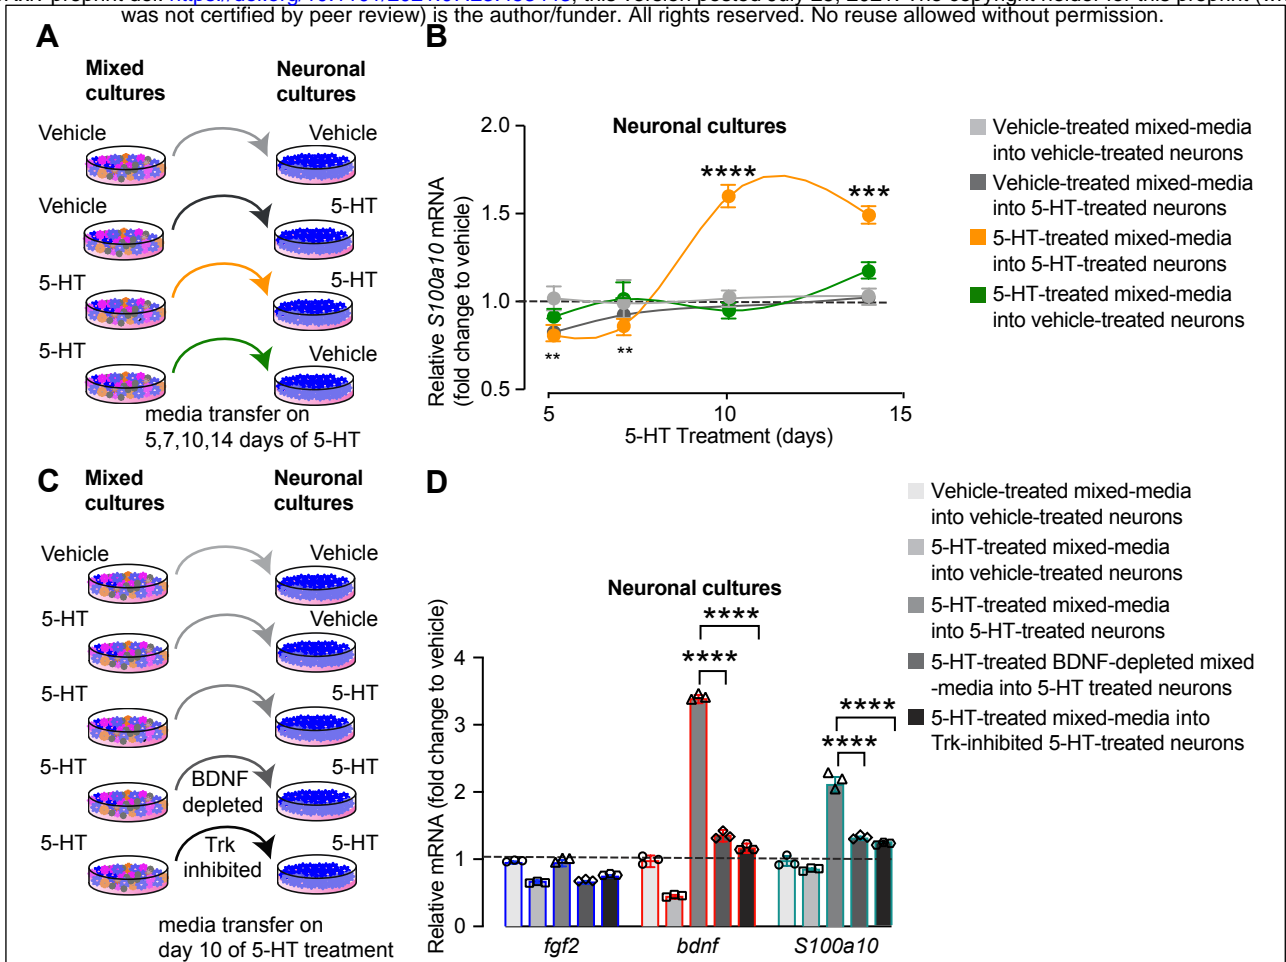 was not certified by peer review) is the author/funder. All rights reserved. No reuse allowed without permission.
A
Mixed
cultures
Neuronal
cultures
Vehicle
Vehicle
Vehicle
5-HT
5-HT
5-HT
5-HT
Vehicle
media transfer on
5,7,10,14 days of 5-HT
B
Neuronal cultures
Relative S100a10 mRNA
(fold change to vehicle)
2.0
1.5
1.0
0.5
****
***
**
**
5
10
15
5-HT Treatment (days)
Vehicle-treated mixed-media
into vehicle-treated neurons
Vehicle-treated mixed-media
into 5-HT-treated neurons
5-HT-treated mixed-media
into 5-HT-treated neurons
5-HT-treated mixed-media
into vehicle-treated neurons
C
Mixed
cultures
Neuronal
cultures
Vehicle
Vehicle
5-HT
Vehicle
5-HT
5-HT
5-HT
BDNF
depleted
5-HT
5-HT
Trk
inhibited
5-HT
media transfer on
day 10 of 5-HT treatment
D
Neuronal cultures
Relative mRNA (fold change to vehicle)
4
3
2
1
0
****
****
****
****
fgf2
bdnf
S100a10
Vehicle-treated mixed-media
into vehicle-treated neurons
5-HT-treated mixed-media
into vehicle-treated neurons
5-HT-treated mixed-media
into 5-HT-treated neurons
5-HT-treated BDNF-depleted mixed
-media into 5-HT treated neurons
5-HT-treated mixed-media into
Trk-inhibited 5-HT-treated neurons